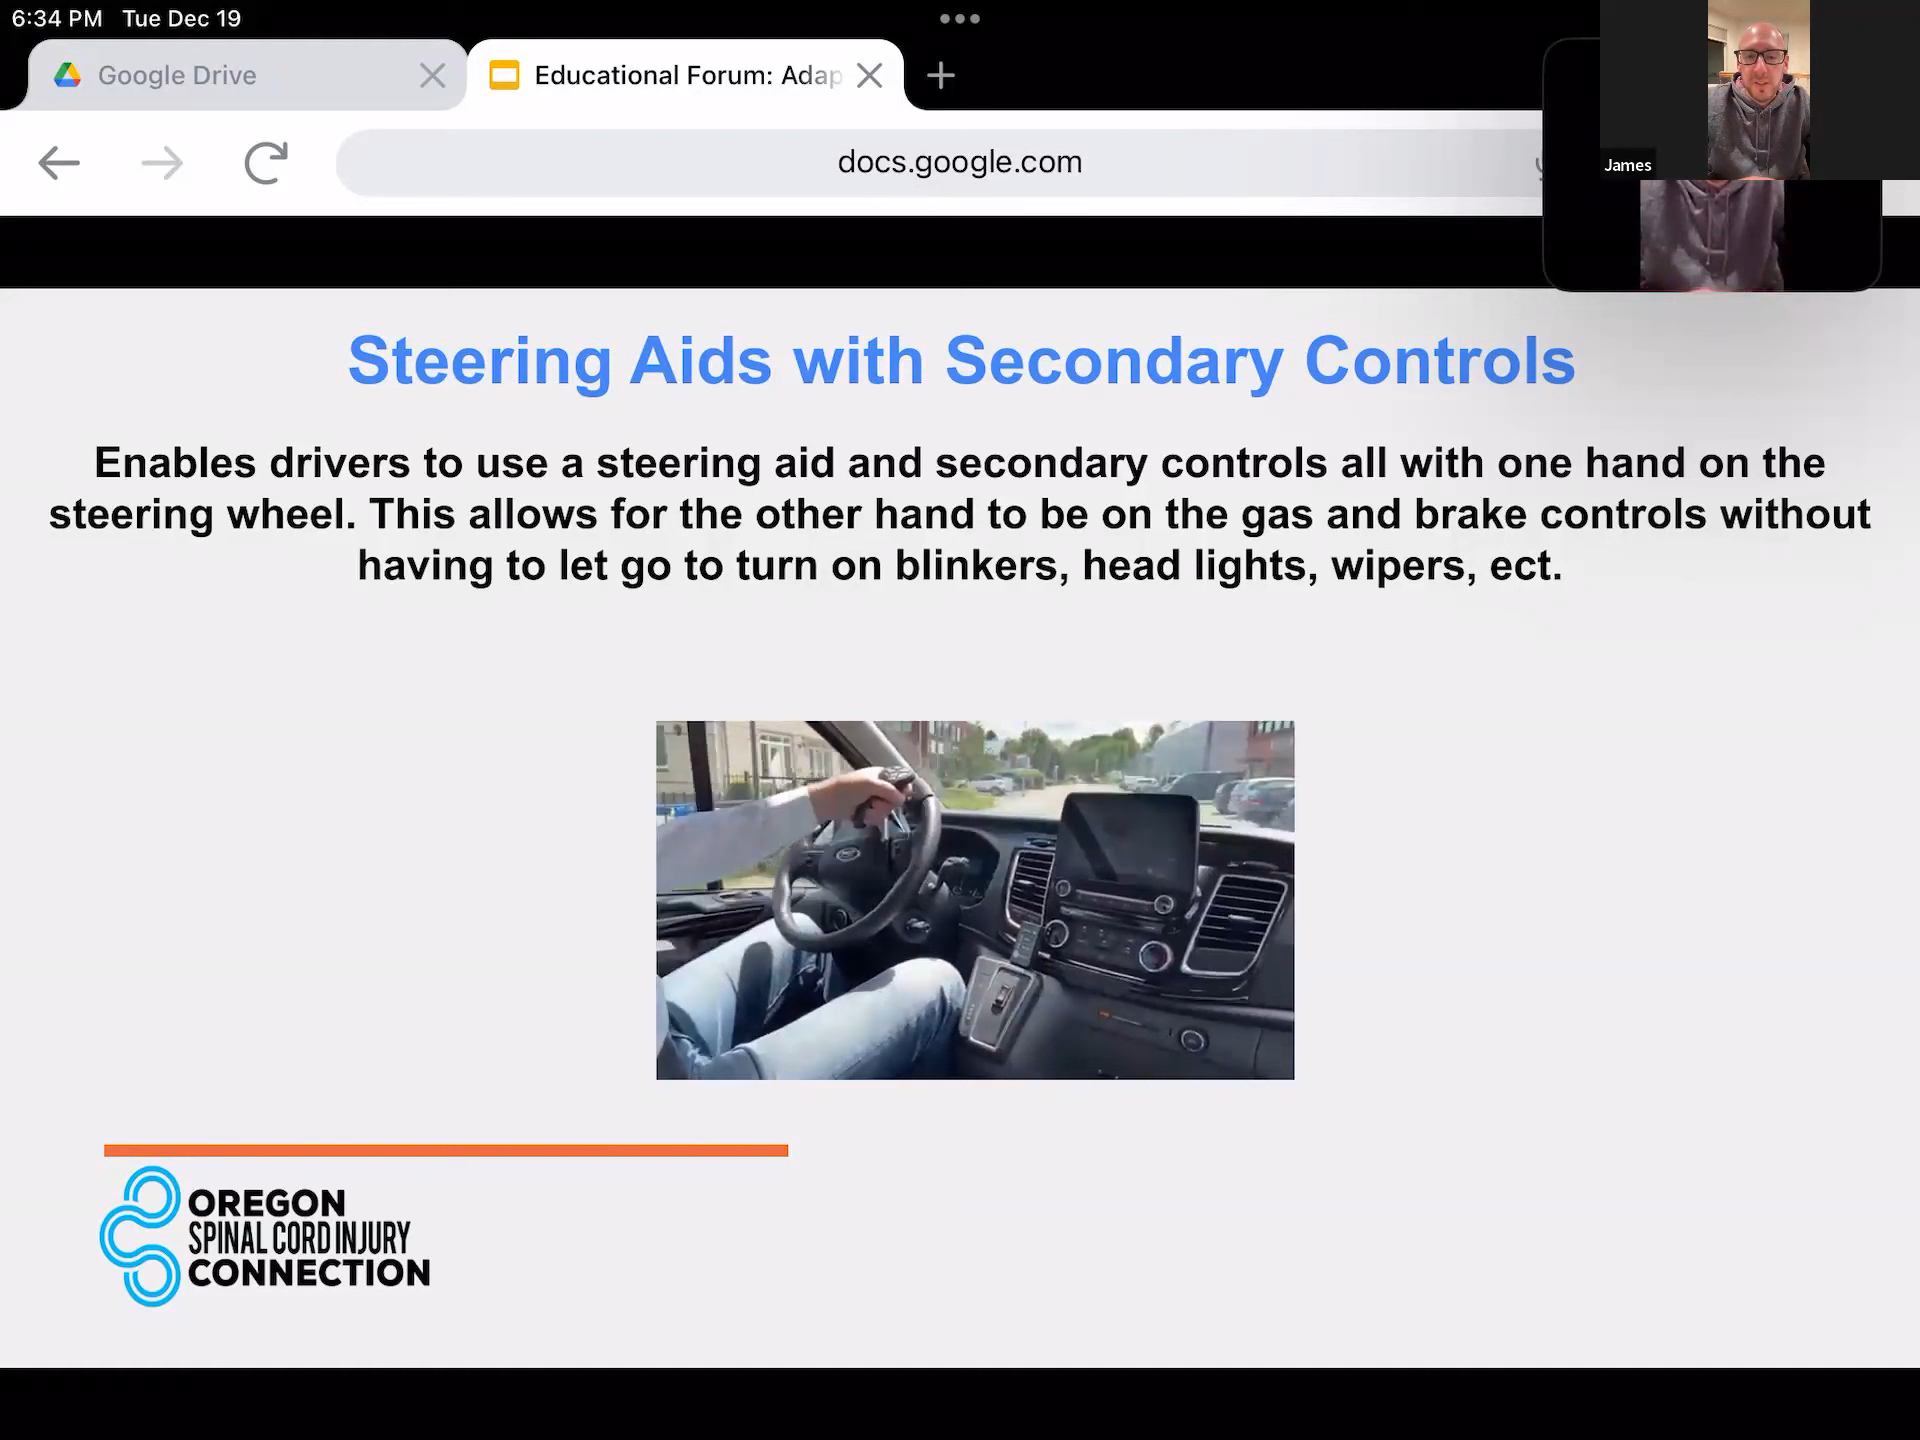 6:34 PM Tue Dec 19
Google Drive
Educational Forum: Adap
docs.google.com
James
Steering Aids with Secondary Controls
Enables drivers to use a steering aid and secondary controls all with one hand on the
steering wheel. This allows for the other hand to be on the gas and brake controls without
having to let go to turn on blinkers, head lights, wipers, ect.
OREGON
SPINAL CORD INJURY
CONNECTION